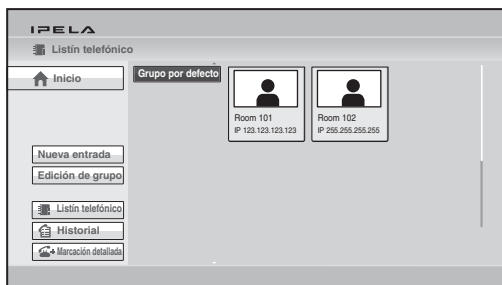 IPELA
Listín telefónico
Inicio
Grupo por defecto
Room 101
IP 123.123.123.123
Room 102
IP 255.255.255.255
Nueva entrada
Edición de grupo
Listín telefónico
Historial
Marcación detallada